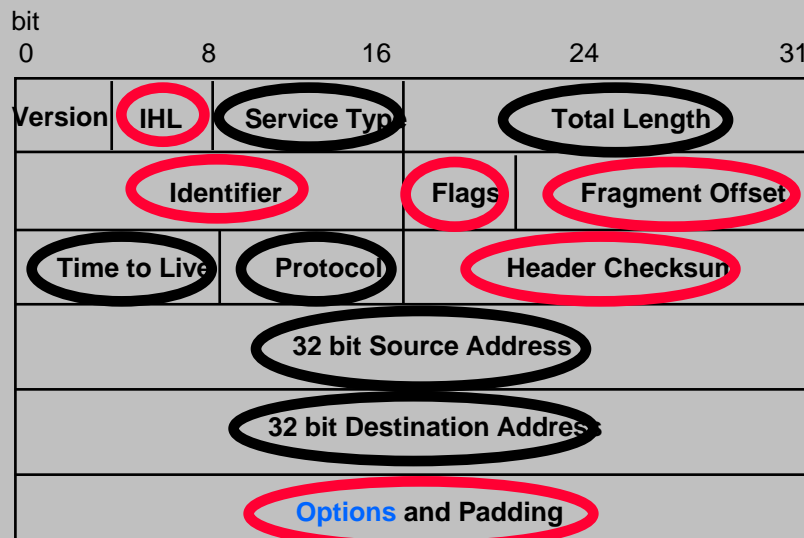 bit
0 8 16 24 31
Version IHL Service Type Total Length
Identifier Flags Fragment Offset
Time to Live Protocol Header Checksum
32 bit Source Address
32 bit Destination Address
Options and Padding